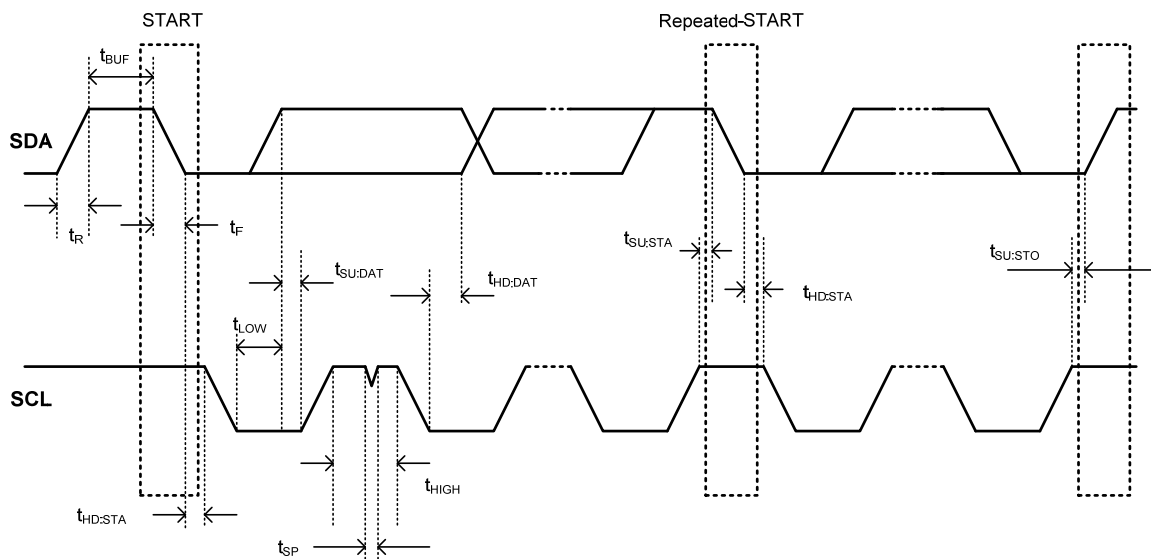 START
Repeated-START
tBUF
SDA
tR
tF
tSU:DAT
tHD:DAT
tSU:STA
tHD:STA
tSU:STO
tLOW
SCL
tHIGH
tHD:STA
tSP